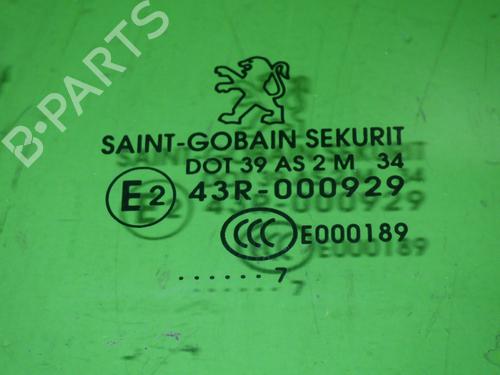 B-PARTS
SAINT-GOBAIN SEKURIT
DOT 39 AS 2 M 34
E2 43R-000929
CCC E000189
. . . . . . 7